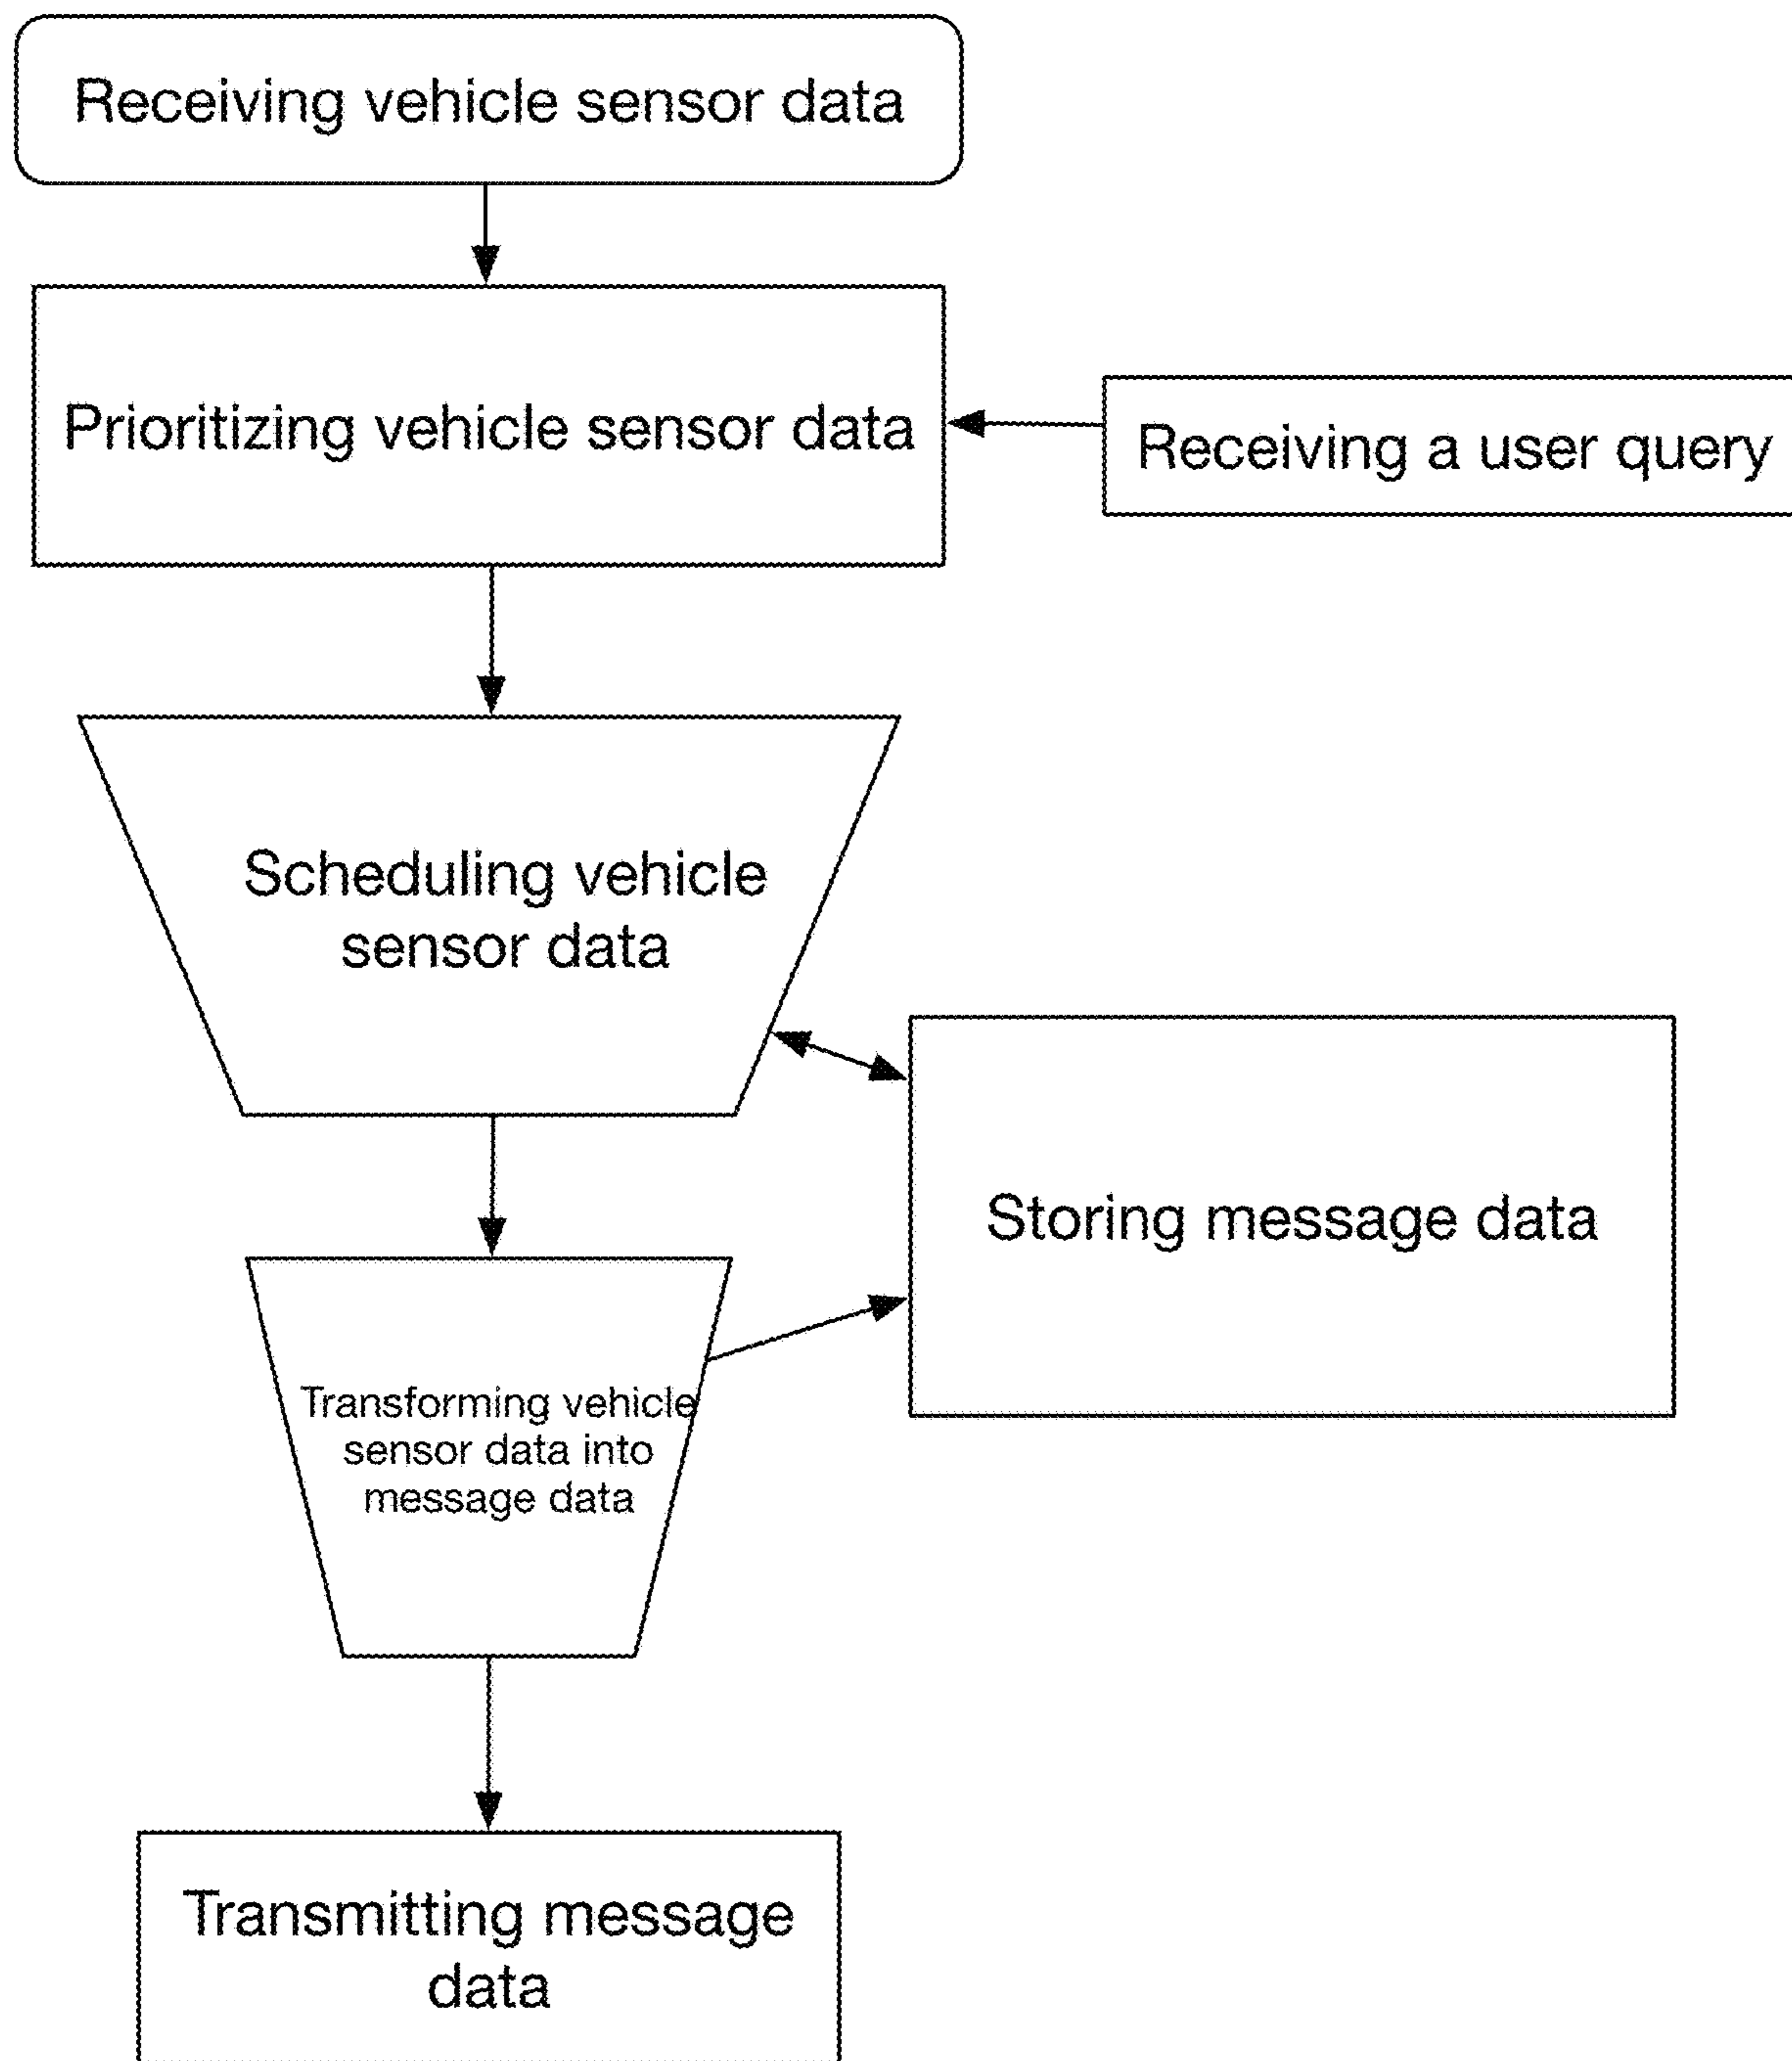 Receiving vehicle sensor data
Prioritizing vehicle sensor data
Receiving a user query
Scheduling vehicle
sensor data
Storing message data
Transforming vehicle
sensor data into
message data
Transmitting message
data